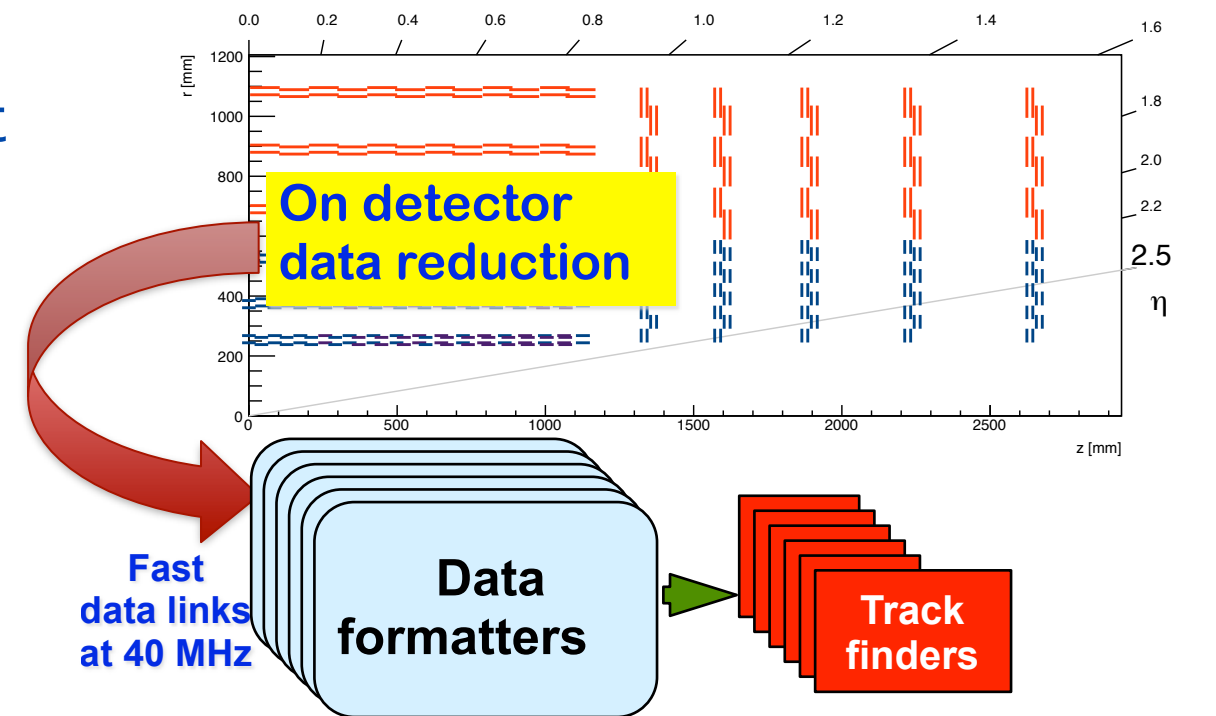 0.0 0.2 0.4 0.6 0.8 1.0 1.2 1.4 1.6
r [mm]
1200
1000
800
400
200
0
1.8
2.0
2.2
2.5
η
On detector
data reduction
0 500 1000 1500 2000 2500
z [mm]
Fast
data links
at 40 MHz
Data
formatters
Track
finders